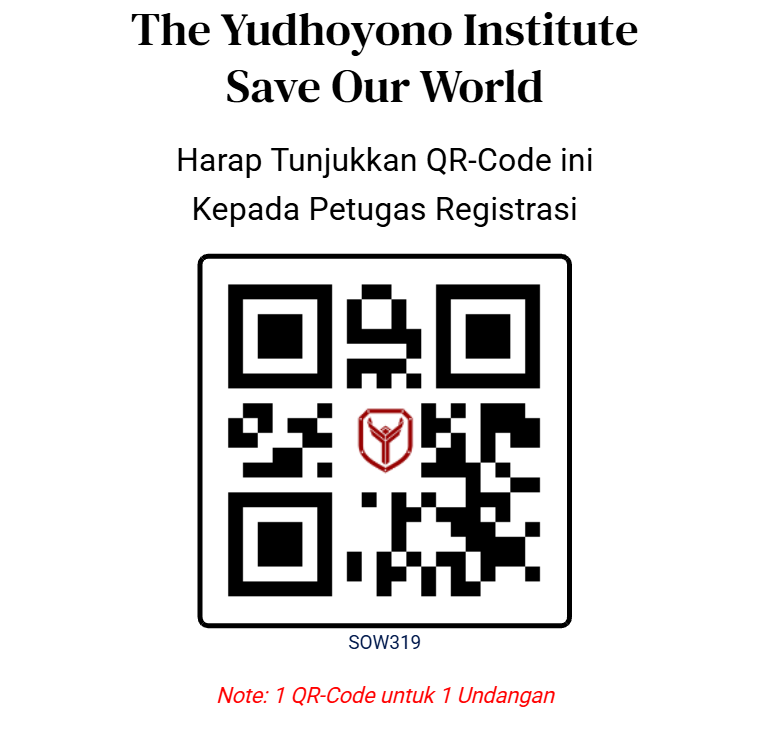 The Yudhoyono Institute
Save Our World
Harap Tunjukkan QR-Code ini
Kepada Petugas Registrasi
SOW319
Note: 1 QR-Code untuk 1 Undangan